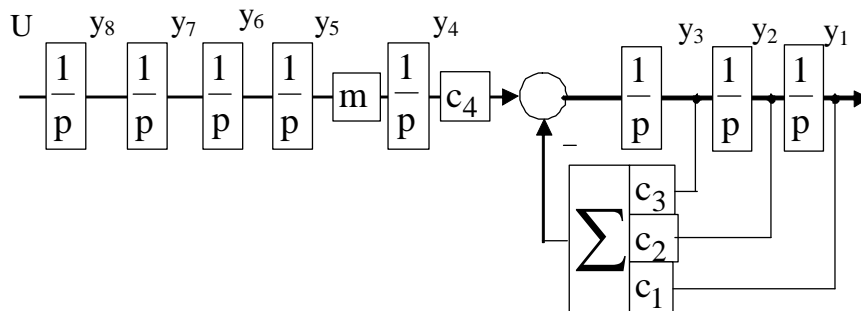 U y₈ y₇ y₆ y₅ y₄ y₃ y₂ y₁
1 1 1 1 1 1 1 1
m c₄
p p p p p p p p
−
c₃
∑ c₂
c₁